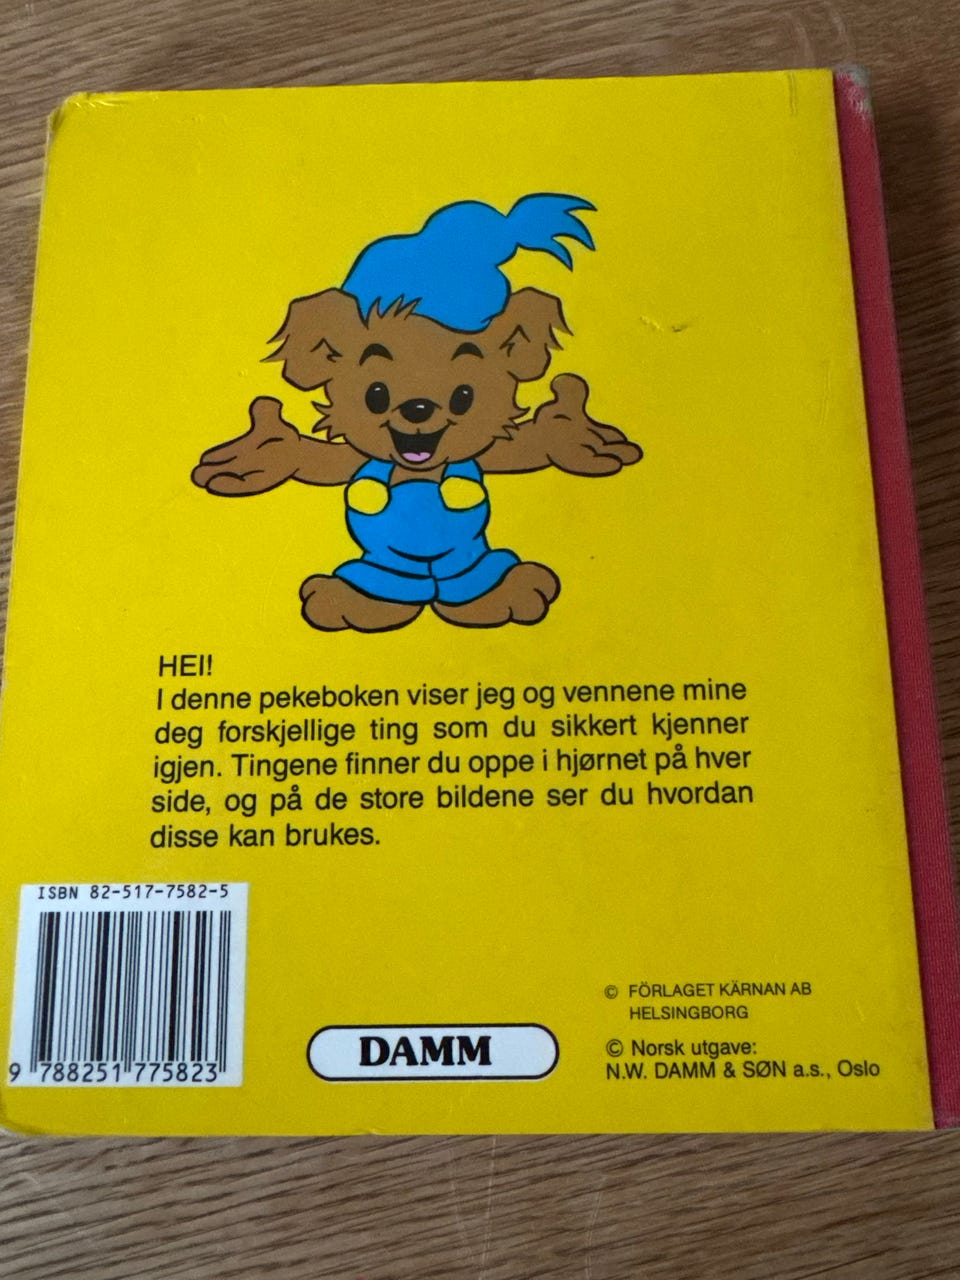 HEI!
I denne pekeboken viser jeg og vennene mine
deg forskjellige ting som du sikkert kjenner
igjen. Tingene finner du oppe i hjørnet på hver
side, og på de store bildene ser du hvordan
disse kan brukes.
ISBN 82-517-7582-5
9 788251 775823
DAMM
© FÖRLAGET KÄRNAN AB
HELSINGBORG
© Norsk utgave:
N.W. DAMM & SØN a.s., Oslo